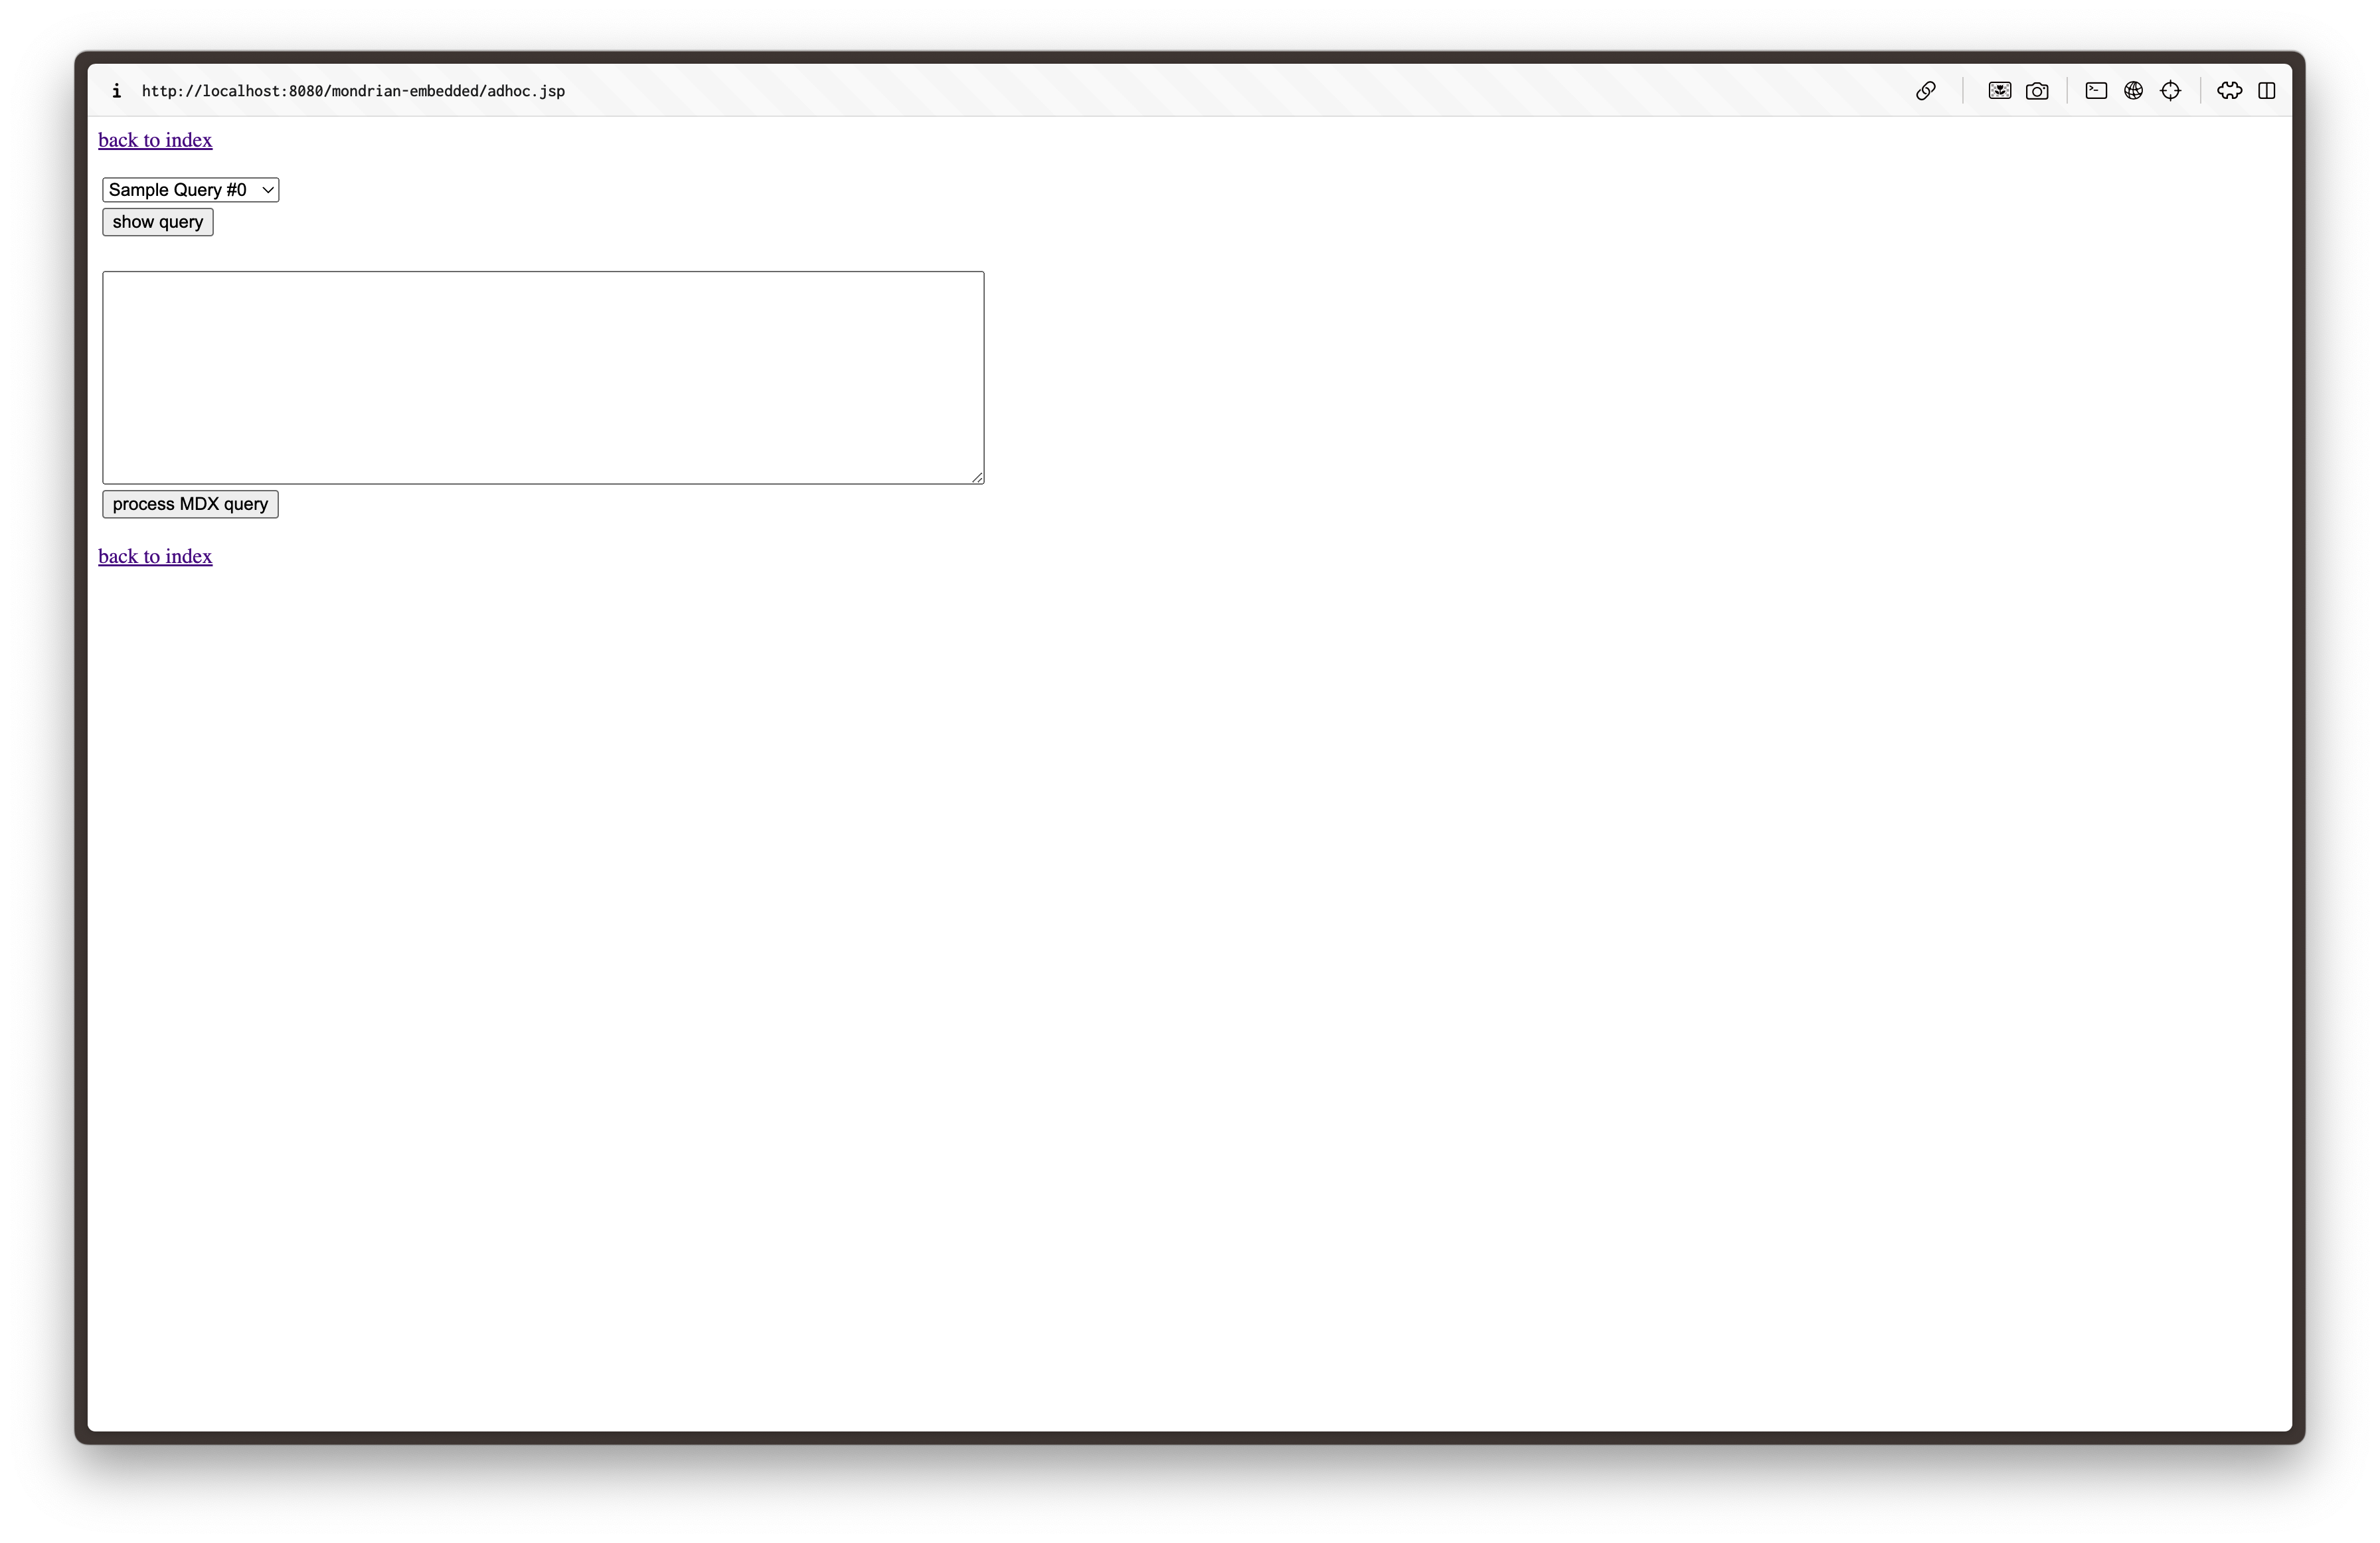 i http://localhost:8080/mondrian-embedded/adhoc.jsp
back to index
Sample Query #0
show query
process MDX query
back to index